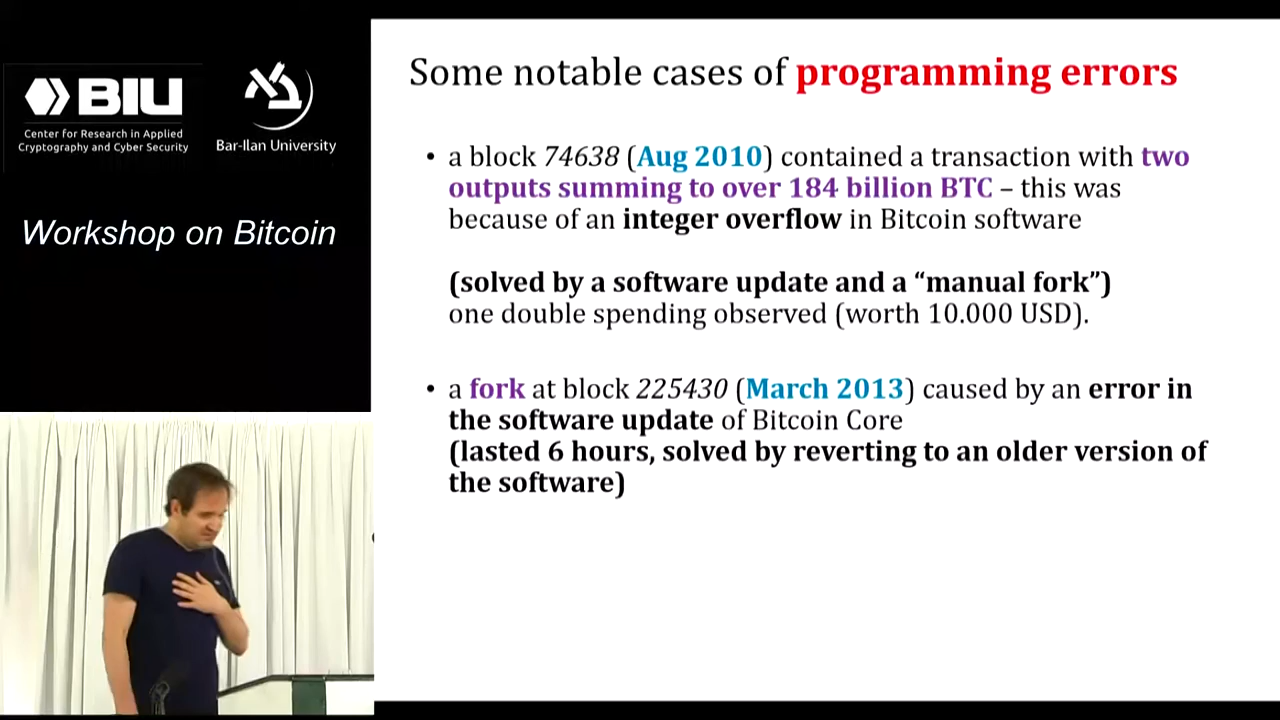 BIU
Center for Research in Applied
Cryptography and Cyber Security
Bar-Ilan University
Workshop on Bitcoin
Some notable cases of programming errors
• a block 74638 (Aug 2010) contained a transaction with two
outputs summing to over 184 billion BTC – this was
because of an integer overflow in Bitcoin software
(solved by a software update and a “manual fork”)
one double spending observed (worth 10.000 USD).
• a fork at block 225430 (March 2013) caused by an error in
the software update of Bitcoin Core
(lasted 6 hours, solved by reverting to an older version of
the software)